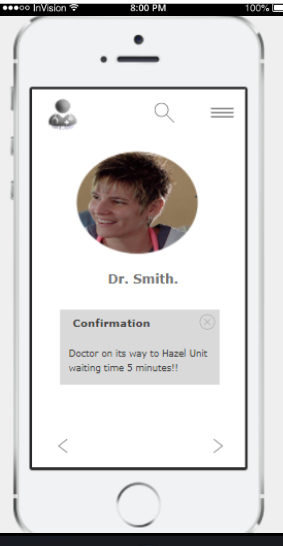 InVision 8:00 PM 100%
Dr. Smith.
Confirmation
Doctor on its way to Hazel Unit
waiting time 5 minutes!!